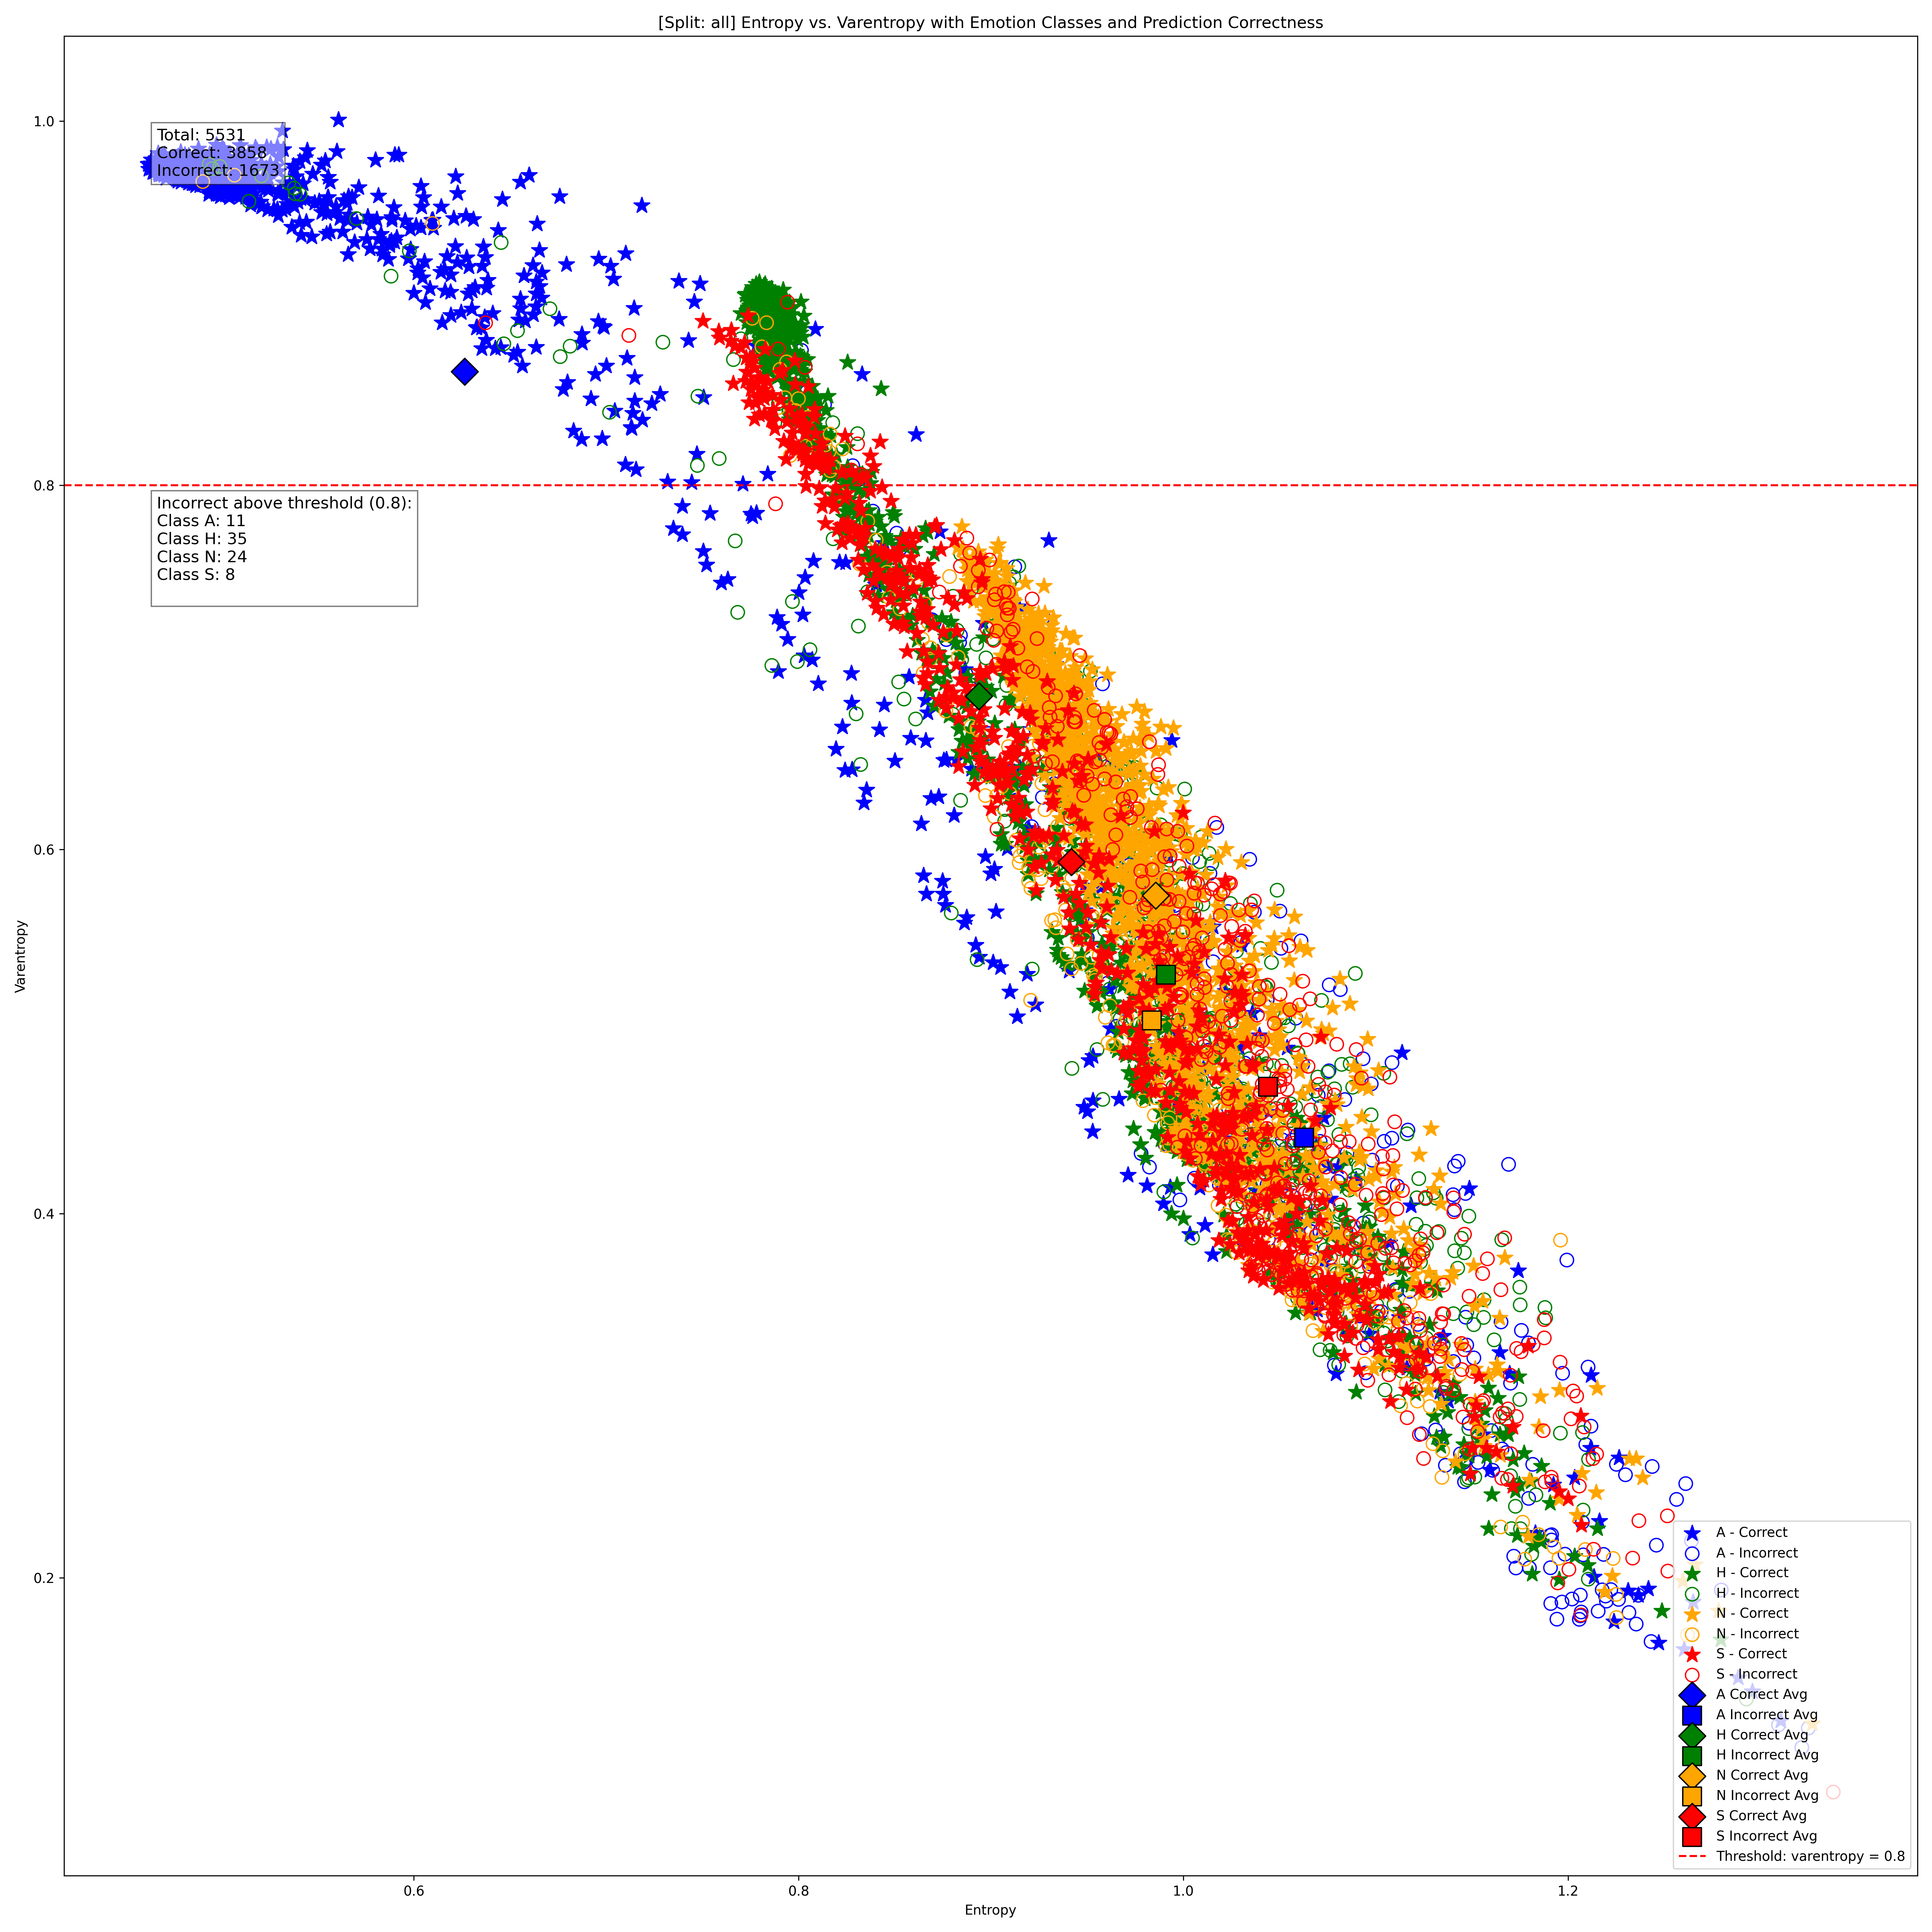 [Split: all] Entropy vs. Varentropy with Emotion Classes and Prediction Correctness
1.0
0.8
0.6
0.4
0.2
Varentropy
Total: 5531
Correct: 3858
Incorrect: 1673
Incorrect above threshold (0.8):
Class A: 11
Class H: 35
Class N: 24
Class S: 8
A - Correct
A - Incorrect
H - Correct
H - Incorrect
N - Correct
N - Incorrect
S - Correct
S - Incorrect
A Correct Avg
A Incorrect Avg
H Correct Avg
H Incorrect Avg
N Correct Avg
N Incorrect Avg
S Correct Avg
S Incorrect Avg
Threshold: varentropy = 0.8
0.6
0.8
1.0
1.2
Entropy